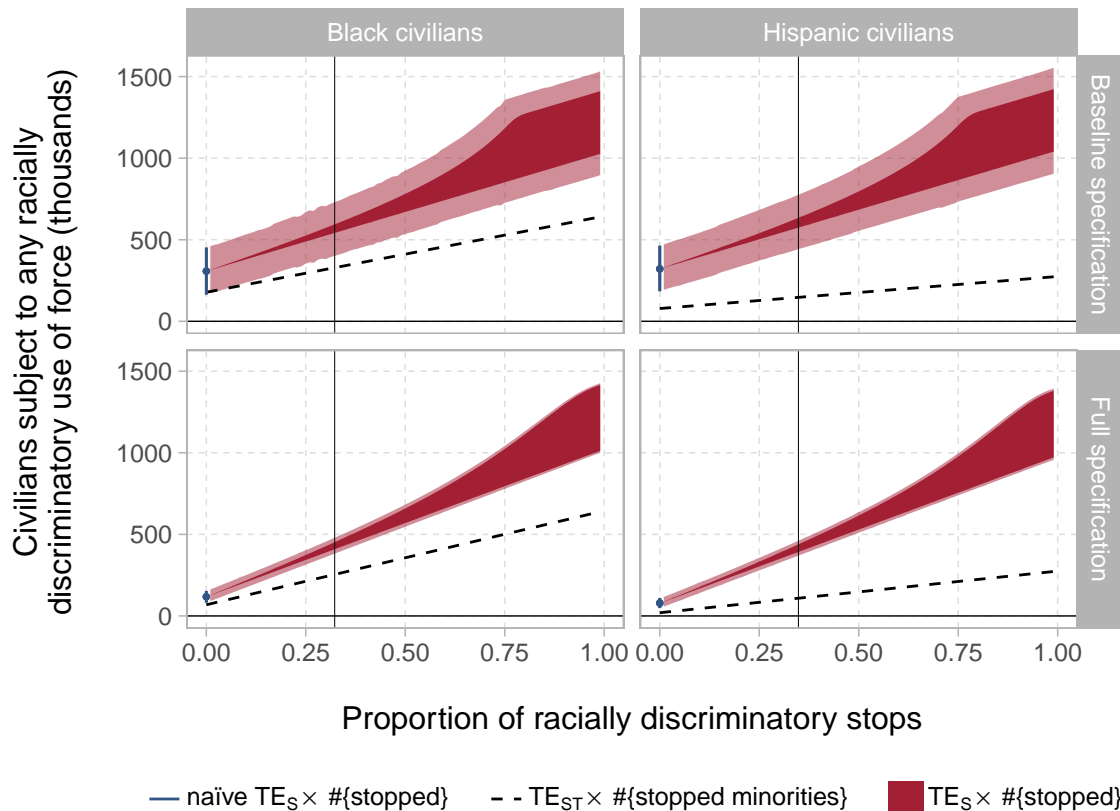 Black civilians Hispanic civilians
Civilians subject to any racially
discriminatory use of force (thousands)
1500
1000
500
0
Baseline specification
1500
1000
500
0
Full specification
0.00 0.25 0.50 0.75 1.00 0.00 0.25 0.50 0.75 1.00
Proportion of racially discriminatory stops
naïve TE_S × #{stopped} TE_ST × #{stopped minorities} TE_S × #{stopped}